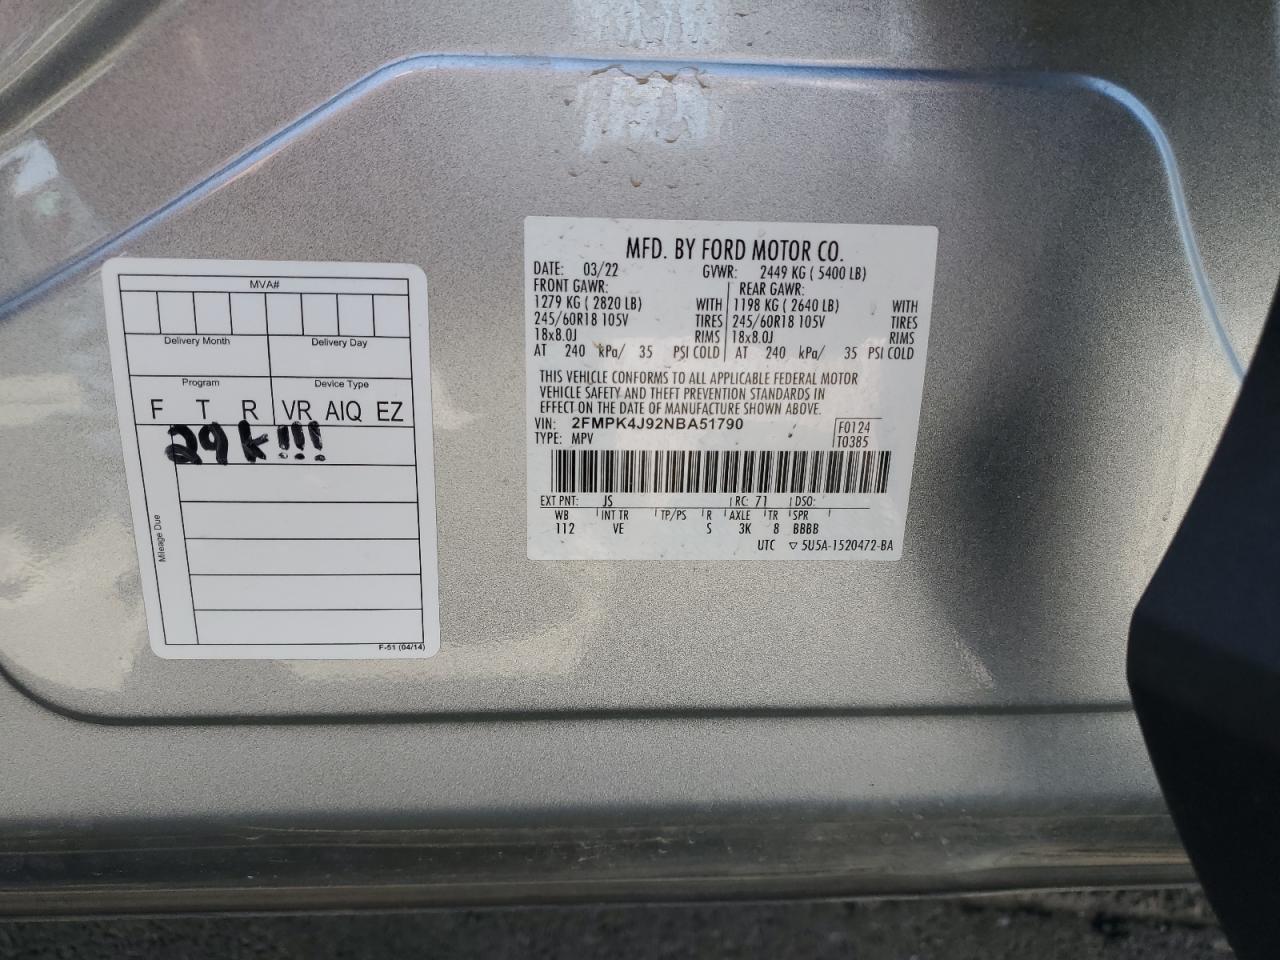 MVA#
Delivery Month Delivery Day
Program Device Type
F T R VR AIQ EZ
29k!!!
Mileage Due
F-51 (04/14)
MFD. BY FORD MOTOR CO.
DATE: 03/22 GVWR: 2449 KG ( 5400 LB)
FRONT GAWR: REAR GAWR:
1279 KG ( 2820 LB) WITH 1198 KG ( 2640 LB) WITH
245/60R18 105V TIRES 245/60R18 105V TIRES
18x8.0J RIMS 18x8.0J RIMS
AT 240 kPa/ 35 PSI COLD AT 240 kPa/ 35 PSI COLD
THIS VEHICLE CONFORMS TO ALL APPLICABLE FEDERAL MOTOR
VEHICLE SAFETY AND THEFT PREVENTION STANDARDS IN
EFFECT ON THE DATE OF MANUFACTURE SHOWN ABOVE.
VIN: 2FMPK4J92NBA51790 F0124
TYPE: MPV T0385
EXT PNT: JS RC: 71 DSO:
WB INT TR TP/PS R AXLE TR SPR
112 VE S 3K 8 BBBB
UTC ▽ 5U5A-1520472-BA